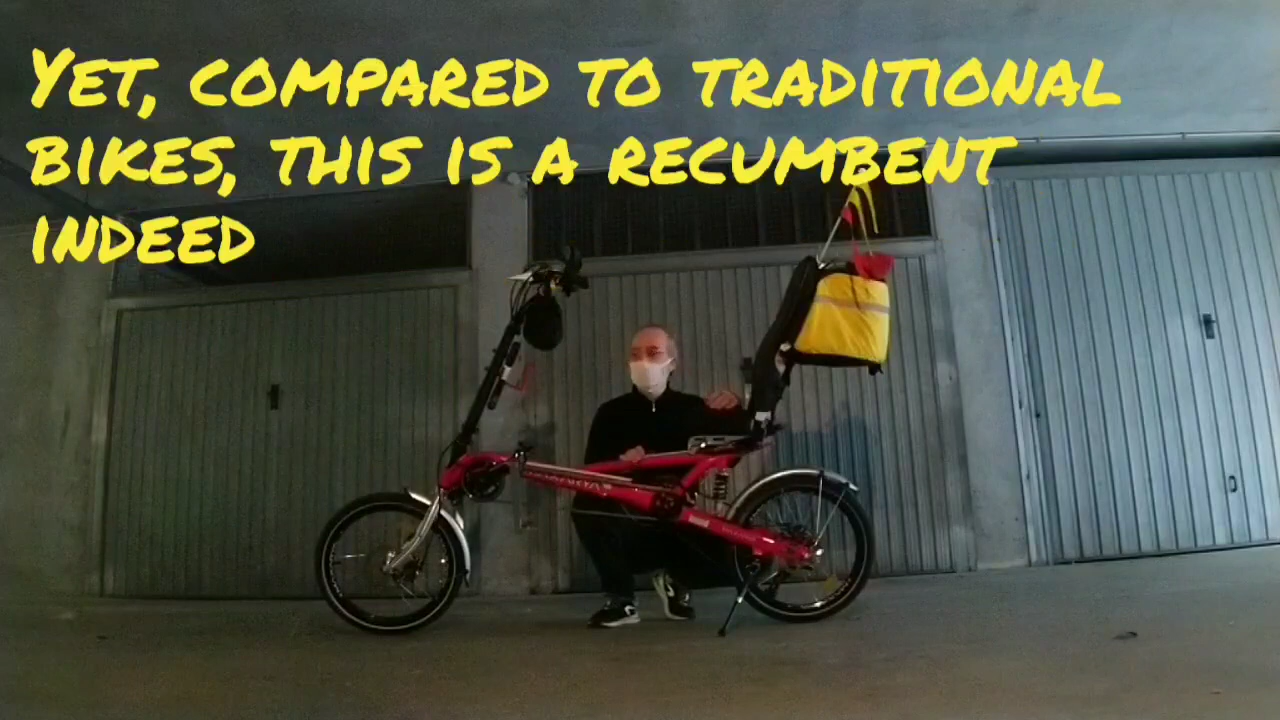 Yet, compared to traditional
bikes, this is a recumbent
indeed